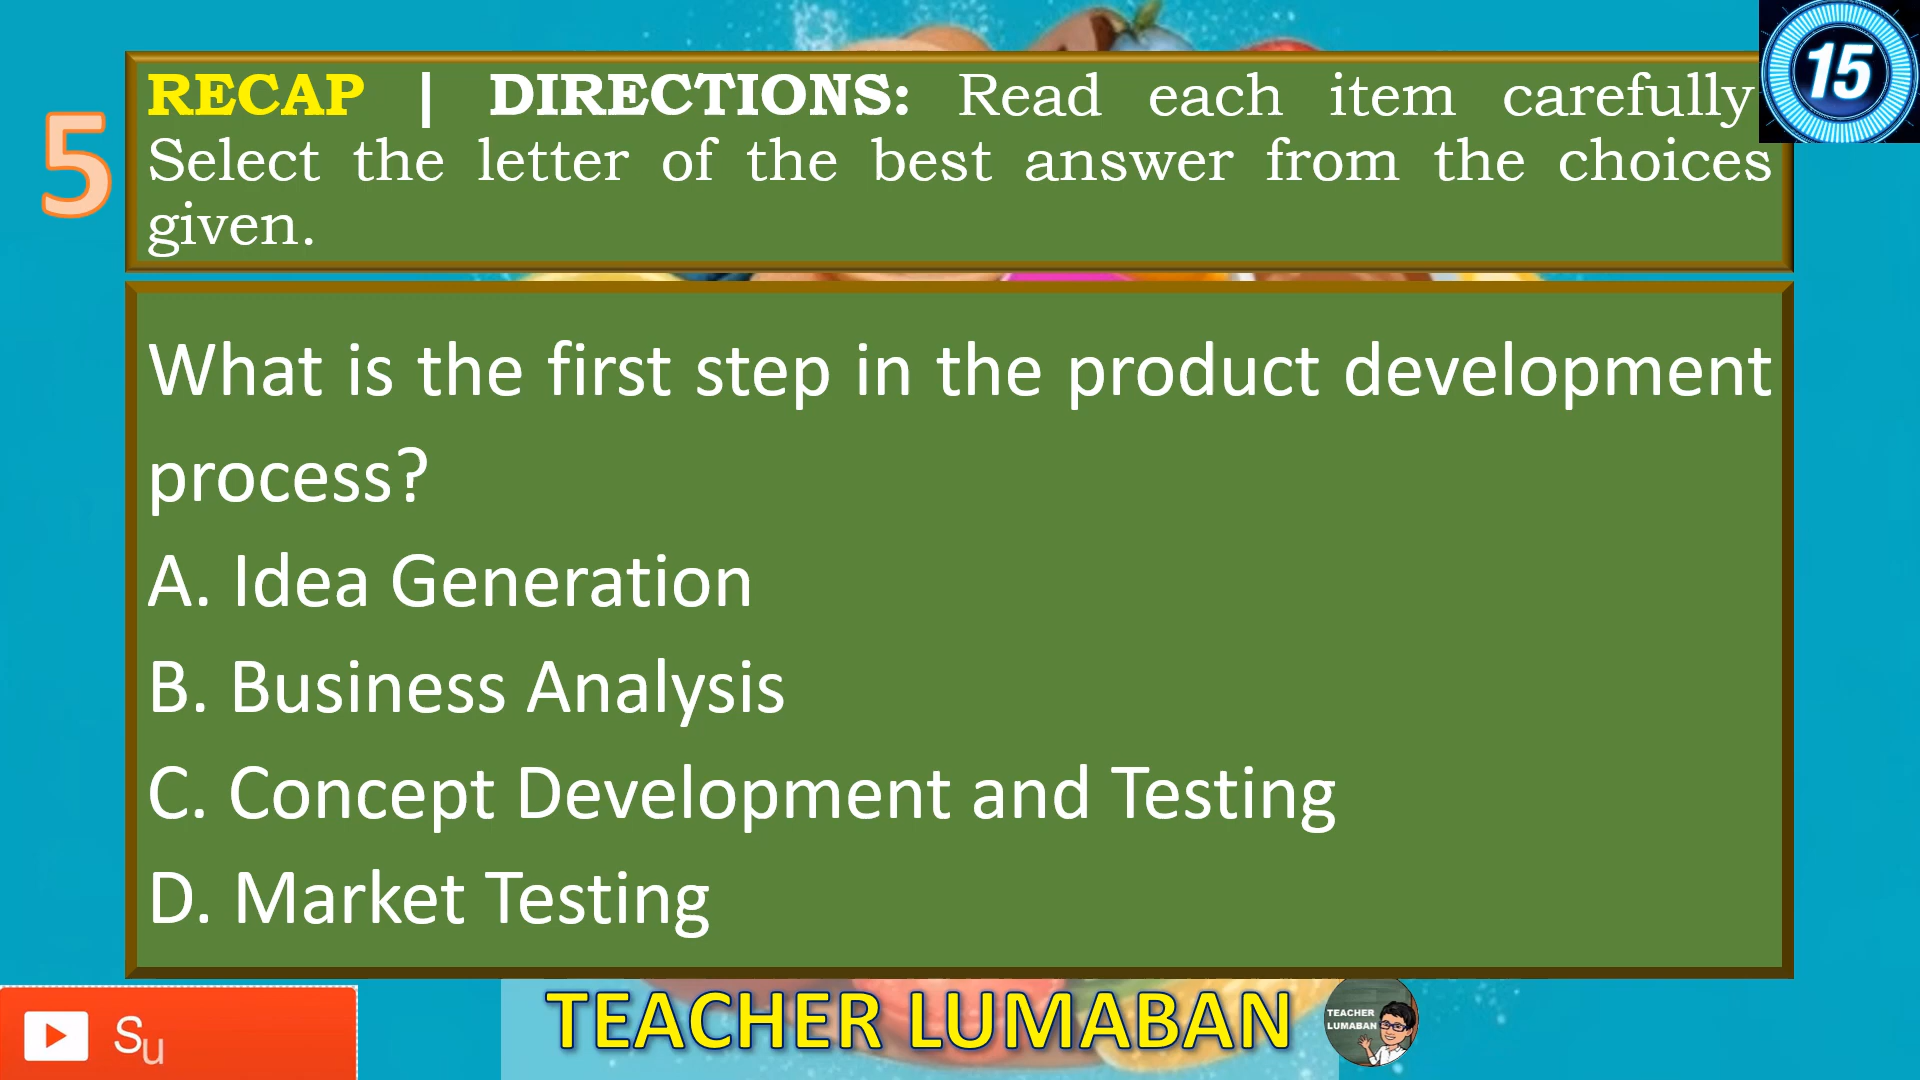 5
RECAP | DIRECTIONS: Read each item carefully
Select the letter of the best answer from the choices
given.
15
What is the first step in the product development
process?
A. Idea Generation
B. Business Analysis
C. Concept Development and Testing
D. Market Testing
Su
TEACHER LUMABAN
TEACHER
LUMABAN